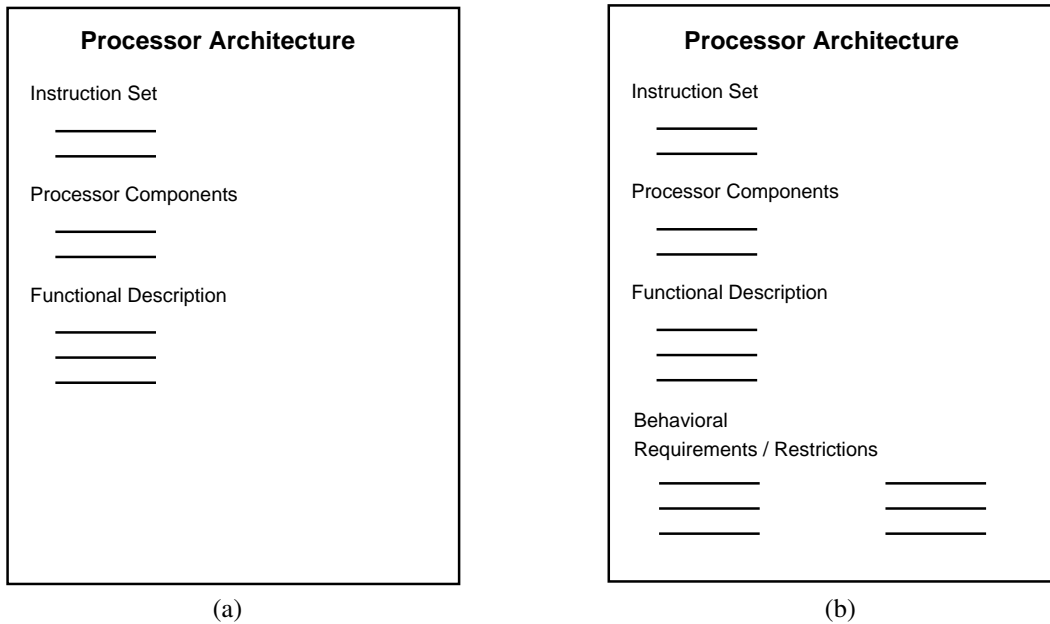 Processor Architecture
Instruction Set
Processor Components
Functional Description
(a)
Processor Architecture
Instruction Set
Processor Components
Functional Description
Behavioral
Requirements / Restrictions
(b)